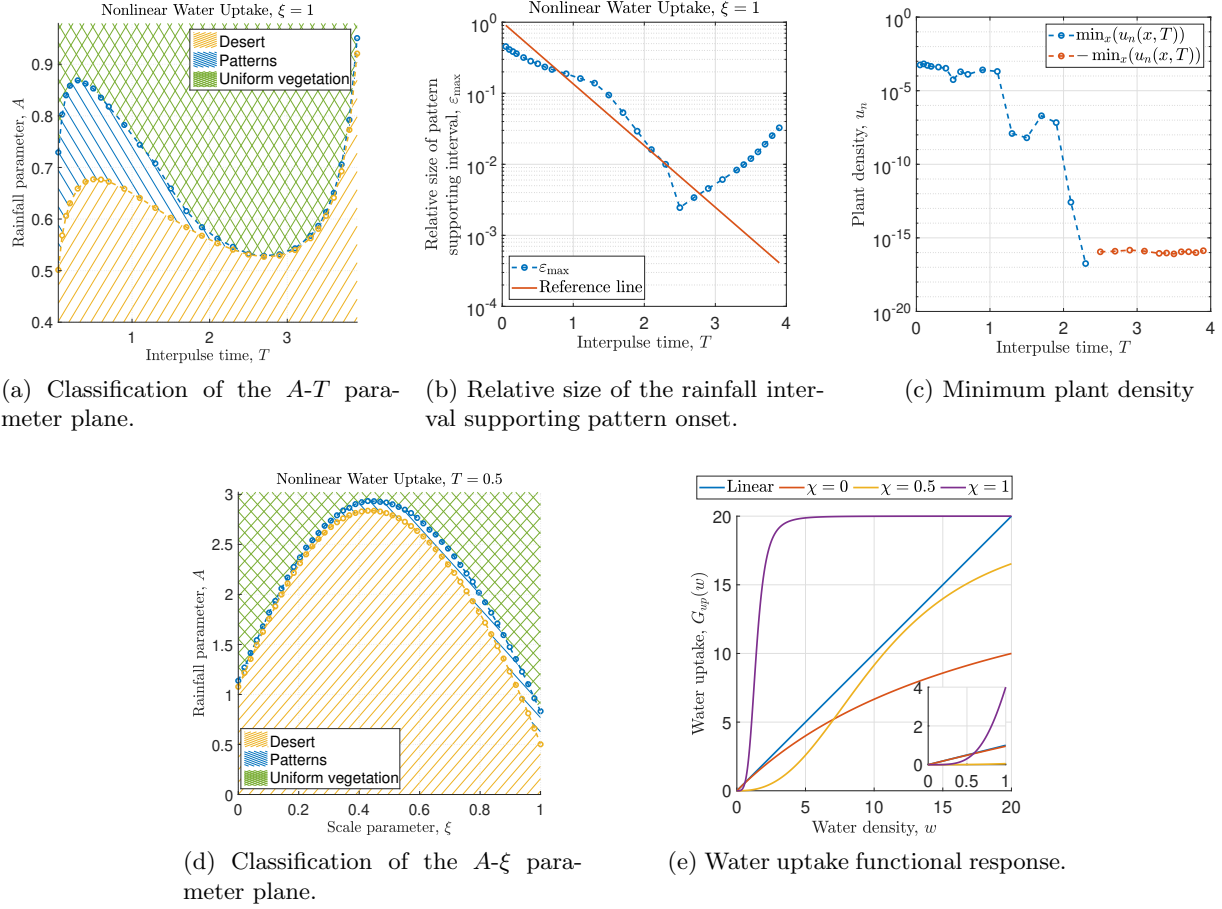 Nonlinear Water Uptake, ξ = 1
Desert
Patterns
Uniform vegetation
0.9
0.8
0.7
0.6
0.5
0.4
1
2
3
Rainfall parameter, A
Interpulse time, T
(a) Classification of the A-T para-
meter plane.
Nonlinear Water Uptake, ξ = 1
10^0
10^-1
10^-2
10^-3
10^-4
0
1
2
3
4
Relative size of pattern
supporting interval, ε_max
ε_max
Reference line
Interpulse time, T
(b) Relative size of the rainfall inter-
val supporting pattern onset.
10^0
10^-5
10^-10
10^-15
10^-20
0
1
2
3
4
Plant density, u_n
min_x(u_n(x, T))
− min_x(u_n(x, T))
Interpulse time, T
(c) Minimum plant density
Nonlinear Water Uptake, T = 0.5
3
2.5
2
1.5
1
0.5
0
0
0.2
0.4
0.6
0.8
1
Rainfall parameter, A
Desert
Patterns
Uniform vegetation
Scale parameter, ξ
(d) Classification of the A-ξ para-
meter plane.
Linear
χ = 0
χ = 0.5
χ = 1
20
15
10
5
0
0
5
10
15
20
Water uptake, G_up(w)
4
2
0
0
0.5
1
Water density, w
(e) Water uptake functional response.